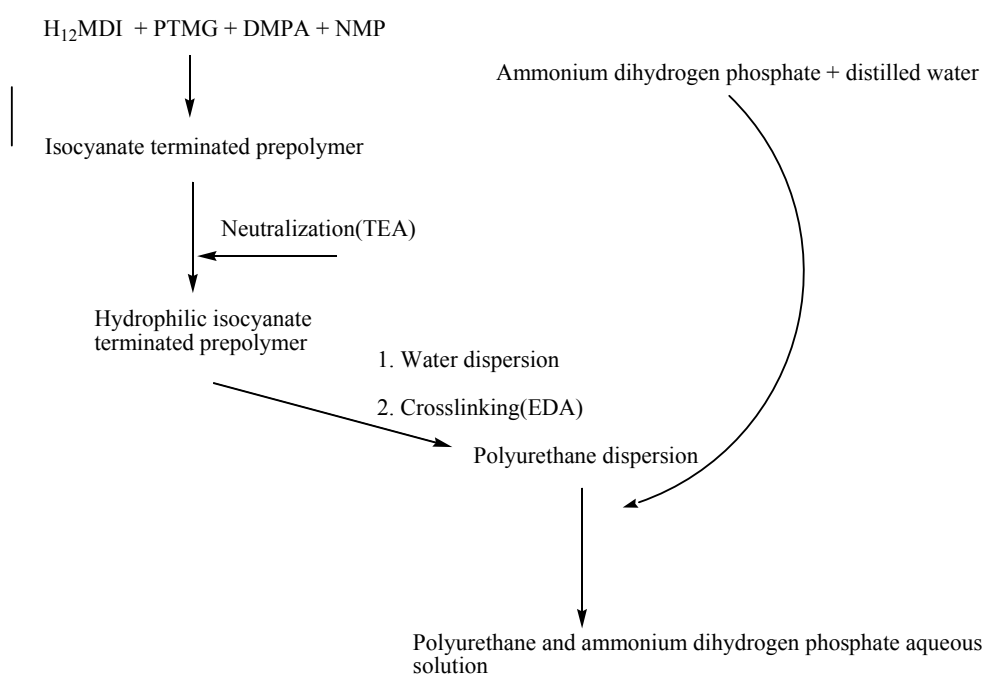 H₁₂MDI + PTMG + DMPA + NMP
Ammonium dihydrogen phosphate + distilled water
Isocyanate terminated prepolymer
Neutralization(TEA)
Hydrophilic isocyanate
terminated prepolymer
1. Water dispersion
2. Crosslinking(EDA)
Polyurethane dispersion
Polyurethane and ammonium dihydrogen phosphate aqueous
solution